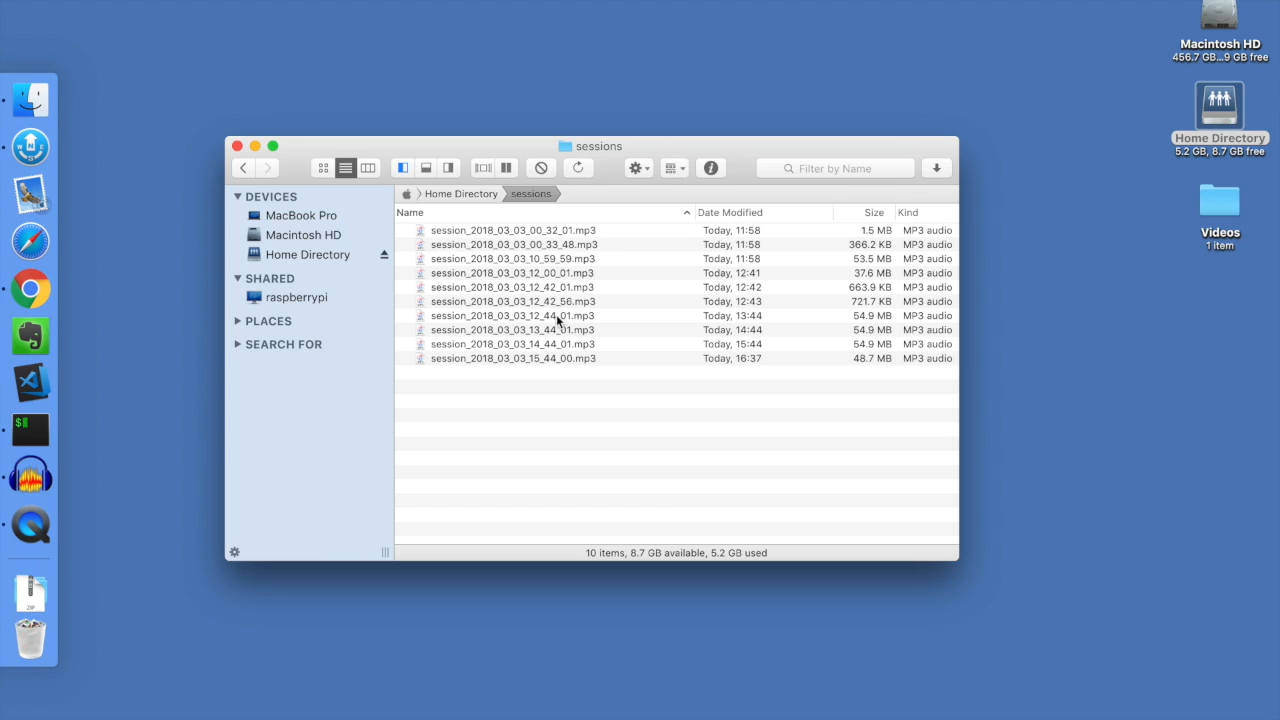 Macintosh HD
456.7 GB...9 GB free
Home Directory
5.2 GB, 8.7 GB free
Videos
1 item
sessions
Filter by Name
Home Directory sessions
DEVICES
MacBook Pro
Macintosh HD
Home Directory
SHARED
raspberrypi
PLACES
SEARCH FOR
Name Date Modified Size Kind
session_2018_03_03_00_32_01.mp3 Today, 11:58 1.5 MB MP3 audio
session_2018_03_03_00_33_48.mp3 Today, 11:58 366.2 KB MP3 audio
session_2018_03_03_10_59_59.mp3 Today, 11:58 53.5 MB MP3 audio
session_2018_03_03_12_00_01.mp3 Today, 12:41 37.6 MB MP3 audio
session_2018_03_03_12_42_01.mp3 Today, 12:42 663.9 KB MP3 audio
session_2018_03_03_12_42_56.mp3 Today, 12:43 721.7 KB MP3 audio
session_2018_03_03_12_44_01.mp3 Today, 13:44 54.9 MB MP3 audio
session_2018_03_03_13_44_01.mp3 Today, 14:44 54.9 MB MP3 audio
session_2018_03_03_14_44_01.mp3 Today, 15:44 54.9 MB MP3 audio
session_2018_03_03_15_44_00.mp3 Today, 16:37 48.7 MB MP3 audio
10 items, 8.7 GB available, 5.2 GB used
$
ZIP